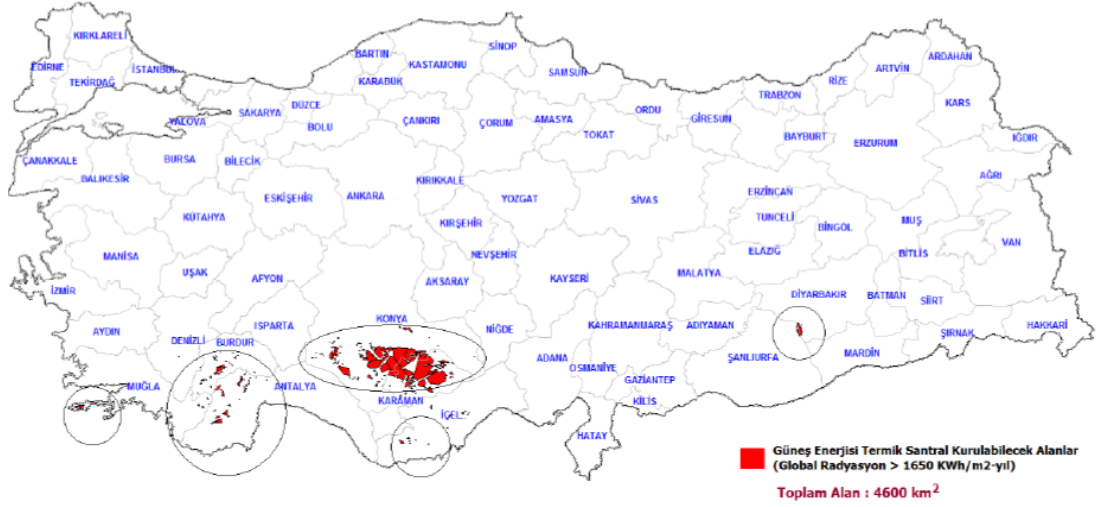 KIRKLARELİ
EDİRNE
TEKİRDAĞ
İSTANBUL
BARTIN
KASTAMONU
SİNOP
KARABÜK
SAMSUN
ARTVİN
ARDAHAN
RİZE
TRABZON
KARS
YALOVA
SAKARYA
DÜZCE
BOLU
ÇANKIRI
ÇORUM
AMASYA
TOKAT
ORDU
GİRESUN
BAYBURT
ERZURUM
IĞDIR
ÇANAKKALE
BALIKESİR
BURSA
BİLECİK
ESKİŞEHİR
ANKARA
KIRIKKALE
YOZGAT
SİVAS
ERZİNCAN
AĞRI
KÜTAHYA
KIRŞEHİR
TUNCELİ
BİNGÖL
MUŞ
MANİSA
UŞAK
AFYON
AKSARAY
NEVŞEHİR
KAYSERİ
MALATYA
ELAZIĞ
BİTLİS
VAN
İZMİR
AYDIN
DENİZLİ
BURDUR
ISPARTA
KONYA
NİĞDE
KAHRAMANMARAŞ
ADIYAMAN
DİYARBAKIR
BATMAN
SİİRT
ŞIRNAK
HAKKARİ
MUĞLA
ANTALYA
KARAMAN
İÇEL
ADANA
OSMANİYE
GAZİANTEP
KİLİS
ŞANLIURFA
MARDİN
HATAY
Güneş Enerjisi Termik Santral Kurulabilecek Alanlar
(Global Radyasyon > 1650 KWh/m2-yıl)
Toplam Alan : 4600 km²